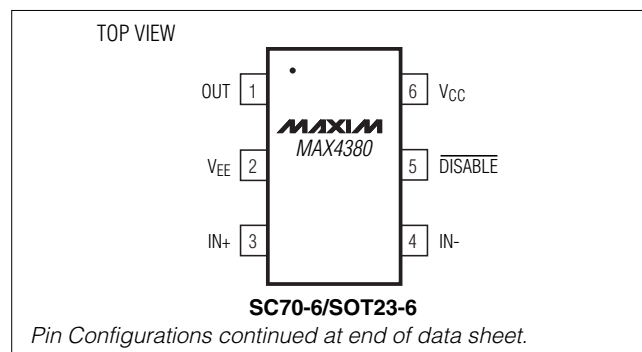 TOP VIEW
OUT 1
6 VCC
MAXIM
MAX4380
VEE 2
5 DISABLE
IN+ 3
4 IN-
SC70-6/SOT23-6
Pin Configurations continued at end of data sheet.